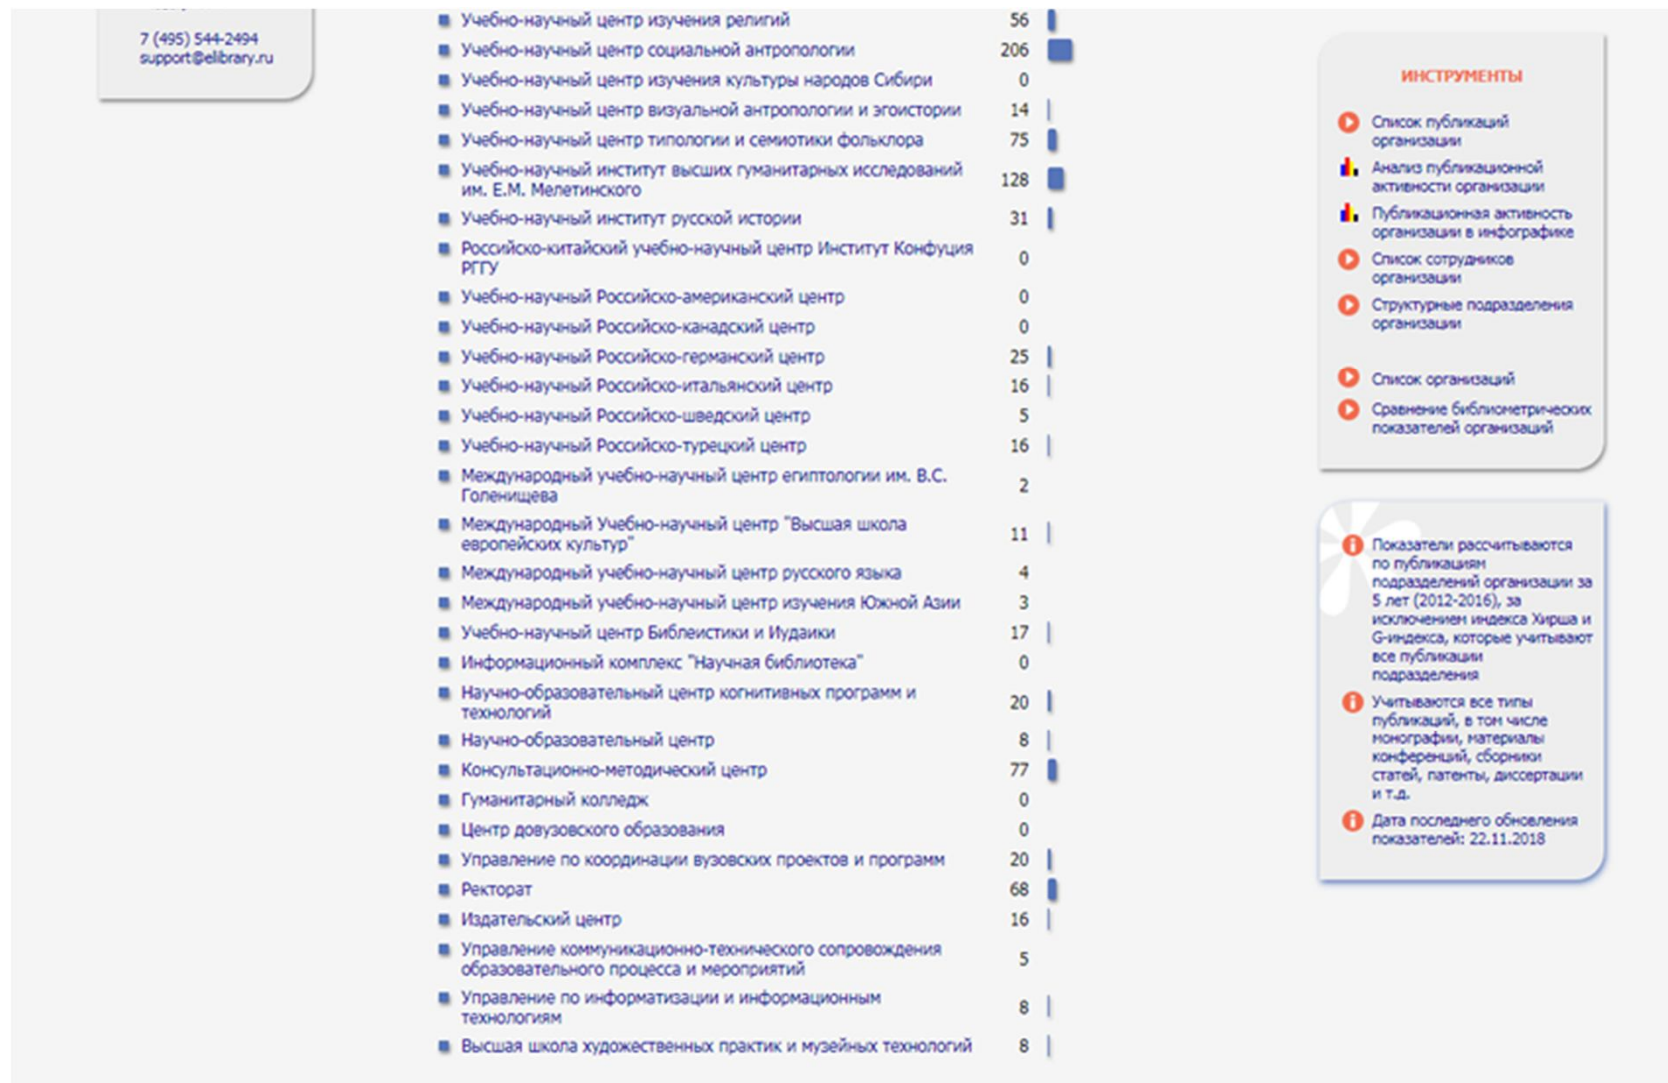 7 (495) 544-2494
support@elibrary.ru
Учебно-научный центр изучения религий 56
Учебно-научный центр социальной антропологии 206
Учебно-научный центр изучения культуры народов Сибири 0
Учебно-научный центр визуальной антропологии и эгоистории 14
Учебно-научный центр типологии и семиотики фольклора 75
Учебно-научный институт высших гуманитарных исследований
им. Е.М. Мелетинского 128
Учебно-научный институт русской истории 31
Российско-китайский учебно-научный центр Институт Конфуция
РГГУ 0
Учебно-научный Российско-американский центр 0
Учебно-научный Российско-канадский центр 0
Учебно-научный Российско-германский центр 25
Учебно-научный Российско-итальянский центр 16
Учебно-научный Российско-шведский центр 5
Учебно-научный Российско-турецкий центр 16
Международный учебно-научный центр египтологии им. В.С.
Голенищева 2
Международный Учебно-научный центр "Высшая школа
европейских культур" 11
Международный учебно-научный центр русского языка 4
Международный учебно-научный центр изучения Южной Азии 3
Учебно-научный центр Библеистики и Иудаики 17
Информационный комплекс "Научная библиотека" 0
Научно-образовательный центр когнитивных программ и
технологий 20
Научно-образовательный центр 8
Консультационно-методический центр 77
Гуманитарный колледж 0
Центр довузовского образования 0
Управление по координации вузовских проектов и программ 20
Ректорат 68
Издательский центр 16
Управление коммуникационно-технического сопровождения
образовательного процесса и мероприятий 5
Управление по информатизации и информационным
технологиям 8
Высшая школа художественных практик и музейных технологий 8
ИНСТРУМЕНТЫ
Список публикаций
организации
Анализ публикационной
активности организации
Публикационная активность
организации в инфографике
Список сотрудников
организации
Структурные подразделения
организации
Список организаций
Сравнение библиометрических
показателей организаций
Показатели рассчитываются
по публикациям
подразделений организации за
5 лет (2012-2016), за
исключением индекса Хирша и
G-индекса, которые учитывают
все публикации
подразделения
Учитываются все типы
публикаций, в том числе
монографии, материалы
конференций, сборники
статей, патенты, диссертации
и т.д.
Дата последнего обновления
показателей: 22.11.2018